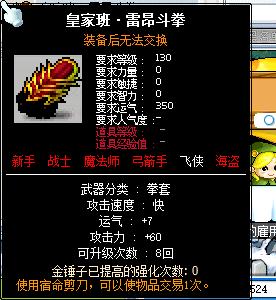 皇家班·雷昂斗拳
装备后无法交换
要求等级：130
要求力量：0
要求敏捷：0
要求智力：0
要求运气：350
要求人气度：-
道具等级：-
道具经验值：-
新手 战士 魔法师 弓箭手 飞侠 海盗
武器分类：拳套
攻击速度：快
运气：+7
攻击力：+60
可升级次数：8回
金锤子已提高的强化次数: 0
使用宿命剪刀，可以使物品交易1次。
的雇用
524